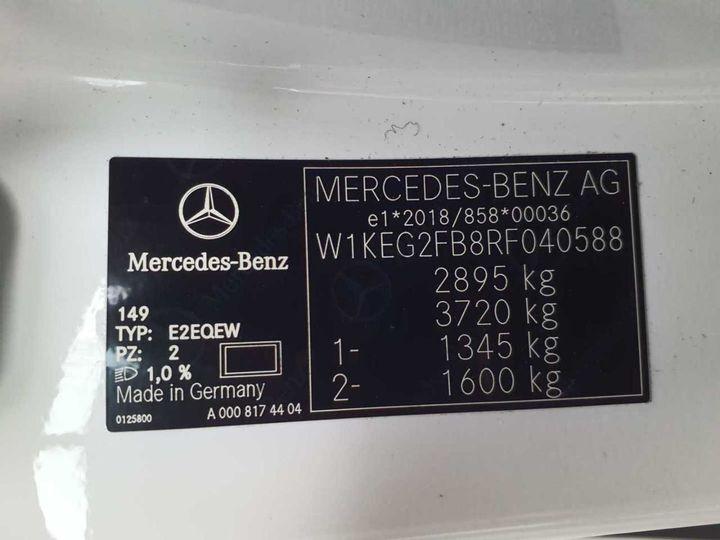 Mercedes-Benz
149
TYP: E2EQEW
PZ: 2
1,0 %
Made in Germany
0125800 A 000 817 44 04
MERCEDES-BENZ AG
e1*2018/858*00036
W1KEG2FB8RF040588
2895 kg
3720 kg
1- 1345 kg
2- 1600 kg